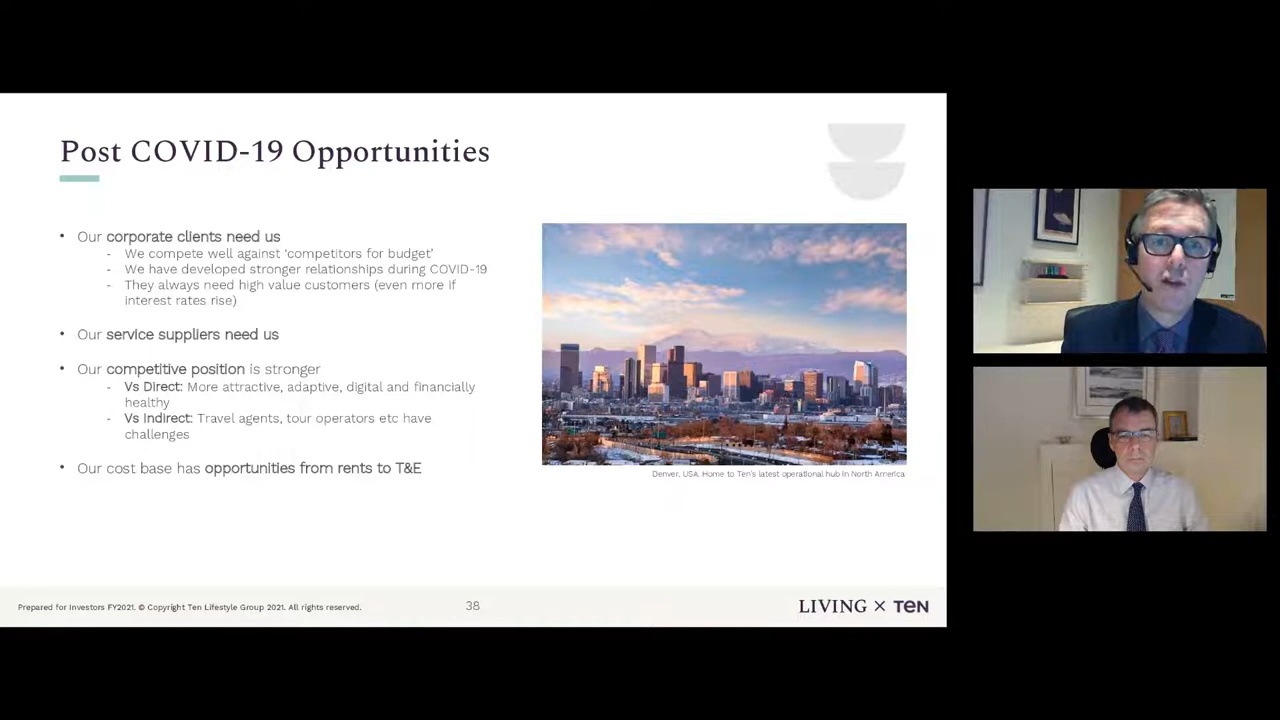 Post COVID-19 Opportunities
• Our corporate clients need us
- We compete well against ‘competitors for budget’
- We have developed stronger relationships during COVID-19
- They always need high value customers (even more if
interest rates rise)
• Our service suppliers need us
• Our competitive position is stronger
- Vs Direct: More attractive, adaptive, digital and financially
healthy
- Vs Indirect: Travel agents, tour operators etc have
challenges
• Our cost base has opportunities from rents to T&E
Denver, USA. Home to Ten's latest operational hub in North America
Prepared for Investors FY2021. © Copyright Ten Lifestyle Group 2021. All rights reserved.
38
LIVING × TEN